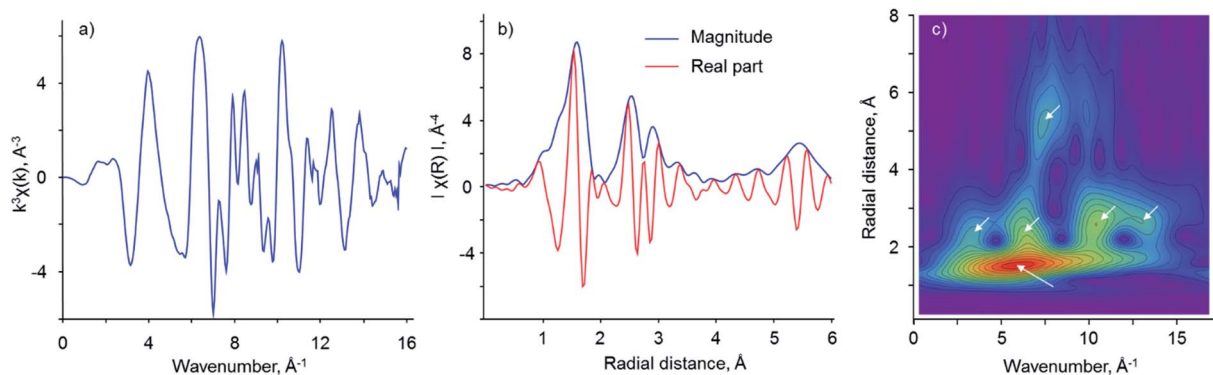 a)
k³χ(k), Å⁻³
4
0
-4
0 4 8 12 16
Wavenumber, Å⁻¹
b)
Magnitude
Real part
| χ(R) |, Å⁻⁴
8
4
0
-4
1 2 3 4 5 6
Radial distance, Å
c)
Radial distance, Å
8
6
4
2
5 10 15
Wavenumber, Å⁻¹